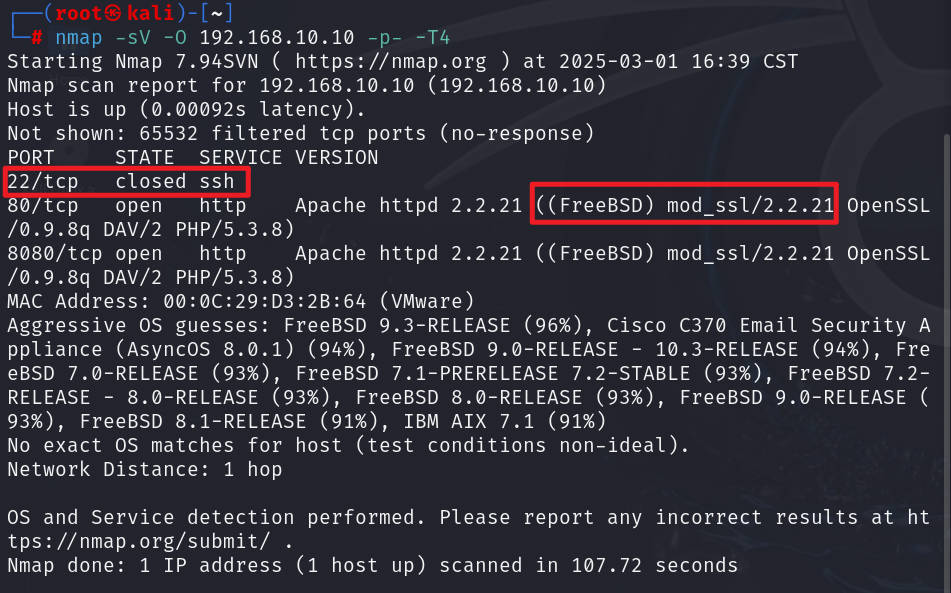 ┌──(root㉿kali)-[~]
└─# nmap -sV -O 192.168.10.10 -p- -T4
Starting Nmap 7.94SVN ( https://nmap.org ) at 2025-03-01 16:39 CST
Nmap scan report for 192.168.10.10 (192.168.10.10)
Host is up (0.00092s latency).
Not shown: 65532 filtered tcp ports (no-response)
PORT     STATE  SERVICE VERSION
22/tcp   closed ssh
80/tcp   open   http    Apache httpd 2.2.21 ((FreeBSD) mod_ssl/2.2.21 OpenSSL
/0.9.8q DAV/2 PHP/5.3.8)
8080/tcp open   http    Apache httpd 2.2.21 ((FreeBSD) mod_ssl/2.2.21 OpenSSL
/0.9.8q DAV/2 PHP/5.3.8)
MAC Address: 00:0C:29:D3:2B:64 (VMware)
Aggressive OS guesses: FreeBSD 9.3-RELEASE (96%), Cisco C370 Email Security A
ppliance (AsyncOS 8.0.1) (94%), FreeBSD 9.0-RELEASE - 10.3-RELEASE (94%), Fre
eBSD 7.0-RELEASE (93%), FreeBSD 7.1-PRERELEASE 7.2-STABLE (93%), FreeBSD 7.2-
RELEASE - 8.0-RELEASE (93%), FreeBSD 8.0-RELEASE (93%), FreeBSD 9.0-RELEASE (
93%), FreeBSD 8.1-RELEASE (91%), IBM AIX 7.1 (91%)
No exact OS matches for host (test conditions non-ideal).
Network Distance: 1 hop

OS and Service detection performed. Please report any incorrect results at ht
tps://nmap.org/submit/ .
Nmap done: 1 IP address (1 host up) scanned in 107.72 seconds